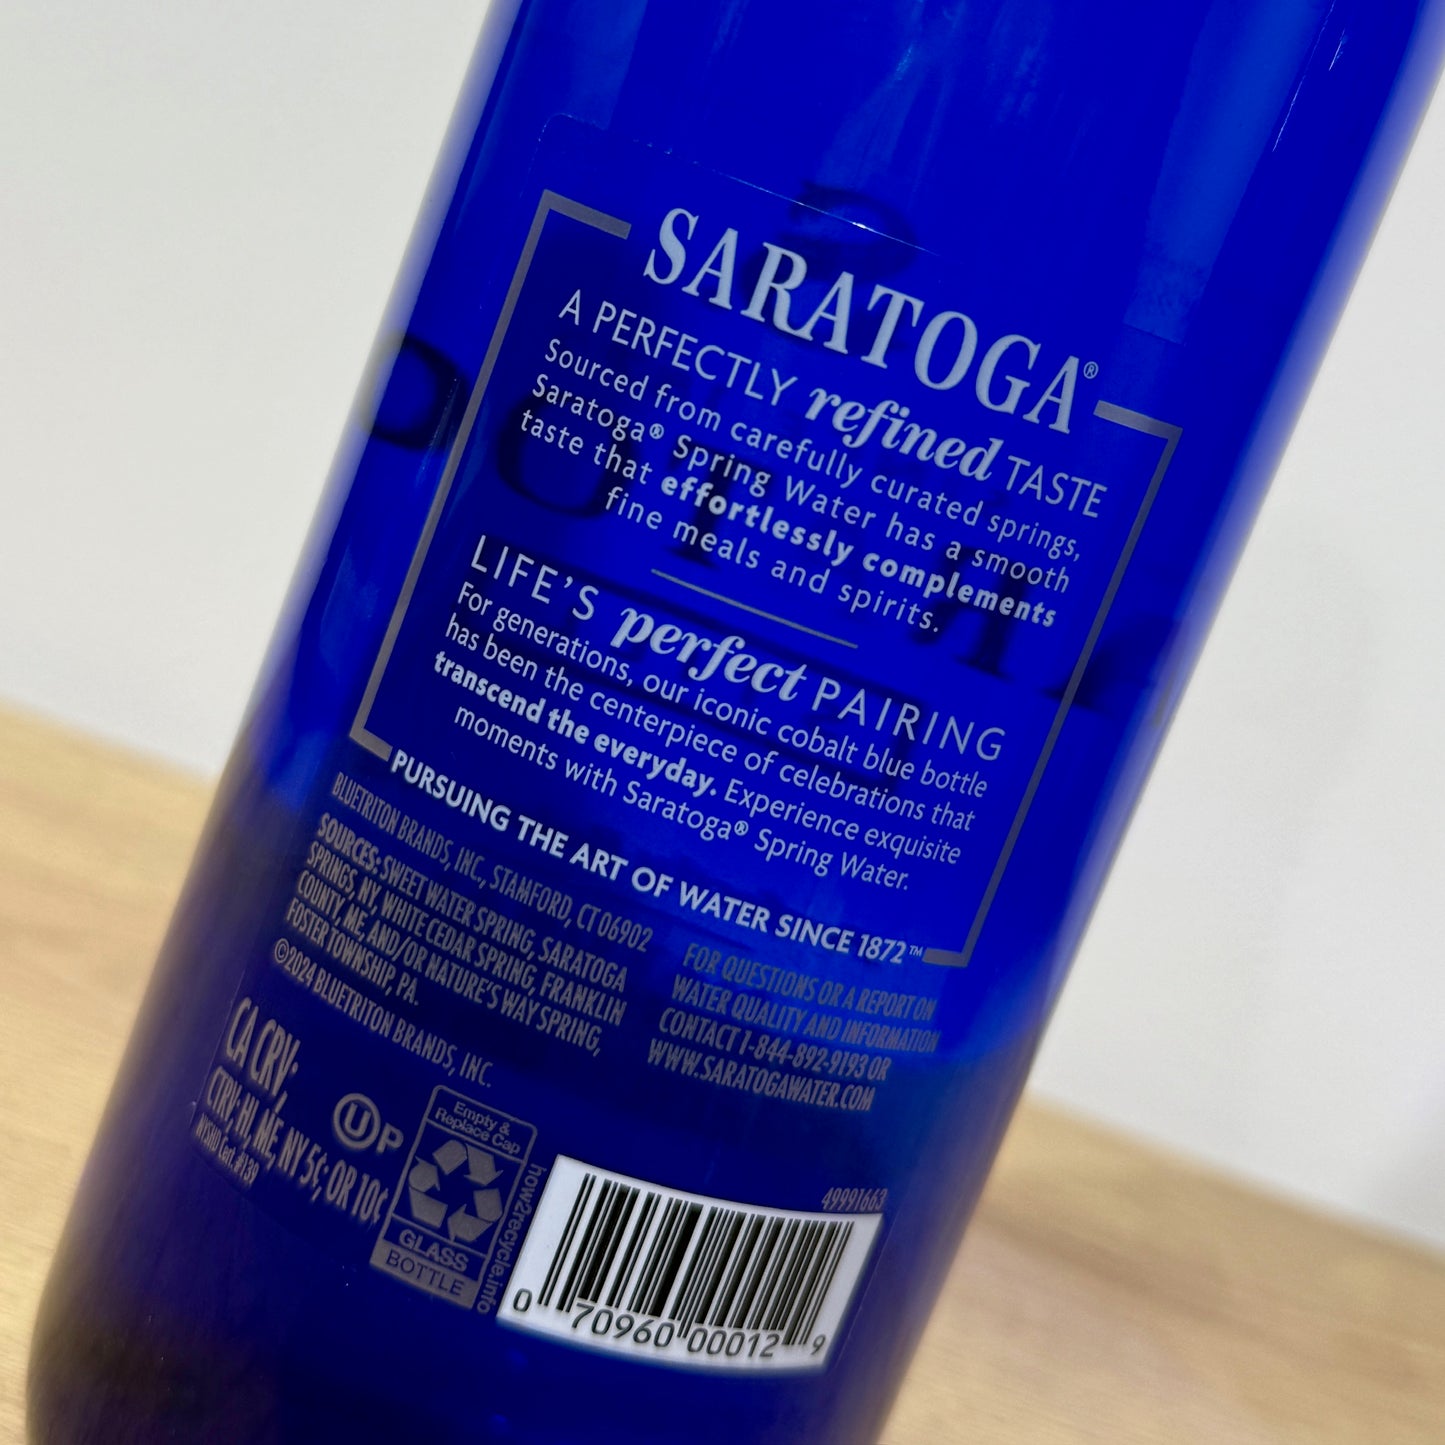 SARATOGA®
A PERFECTLY refined TASTE
Sourced from carefully curated springs,
Saratoga® Spring Water has a smooth
taste that effortlessly complements
fine meals and spirits.
LIFE'S perfect PAIRING
For generations, our iconic cobalt blue bottle
has been the centerpiece of celebrations that
transcend the everyday. Experience exquisite
moments with Saratoga® Spring Water.
PURSUING THE ART OF WATER SINCE 1872™
BLUETRITON BRANDS, INC., STAMFORD, CT 06902
SOURCES: SWEET WATER SPRING, SARATOGA
SPRINGS, NY, WHITE CEDAR SPRING, FRANKLIN
COUNTY, ME, AND/OR NATURE'S WAY SPRING,
FOSTER TOWNSHIP, PA.
©2024 BLUETRITON BRANDS, INC.
FOR QUESTIONS OR A REPORT ON
WATER QUALITY AND INFORMATION
CONTACT 1-844-892-9193 OR
WWW.SARATOGAWATER.COM
CA CRV;
CTRV; HI, ME, NY 5¢; OR 10¢
NYSHD Cert. #139
U P
Empty &
Replace Cap
GLASS
BOTTLE
how2recycle.info
49991663
0 70960 00012 9